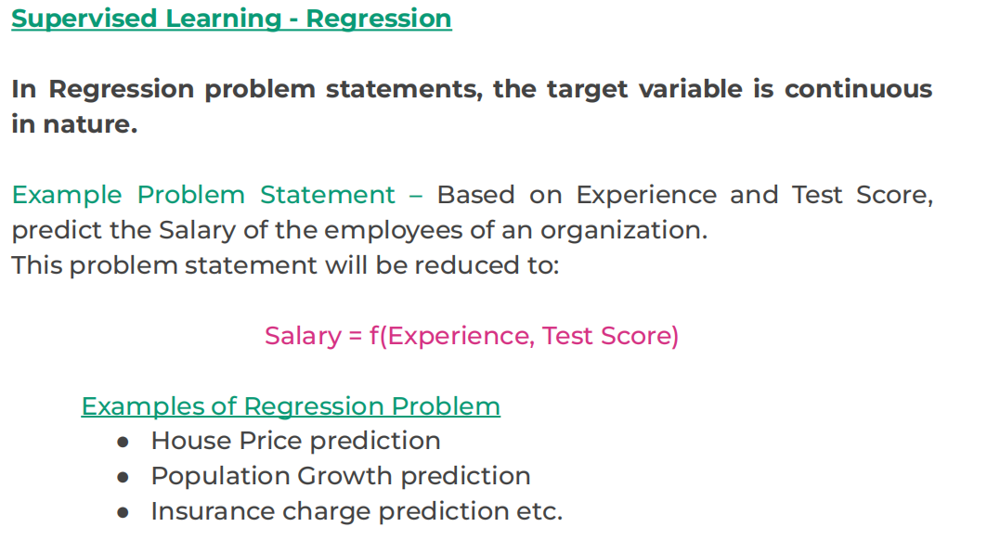 Supervised Learning - Regression
In Regression problem statements, the target variable is continuous
in nature.
Example Problem Statement – Based on Experience and Test Score,
predict the Salary of the employees of an organization.
This problem statement will be reduced to:
Salary = f(Experience, Test Score)
Examples of Regression Problem
● House Price prediction
● Population Growth prediction
● Insurance charge prediction etc.